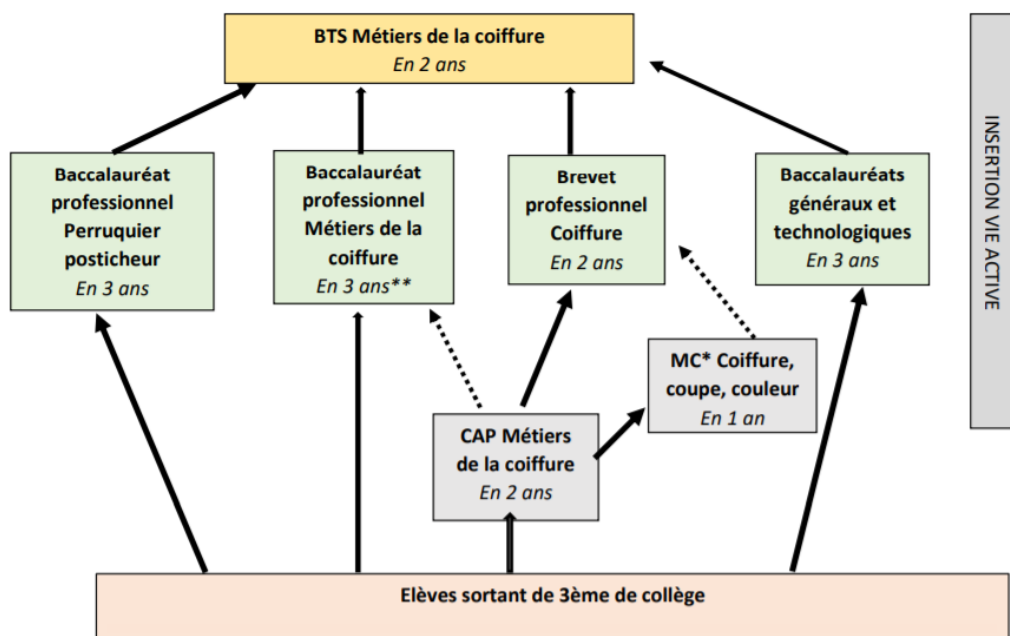 BTS Métiers de la coiffure
En 2 ans
INSERTION VIE ACTIVE
Baccalauréat
professionnel
Perruquier
posticheur
En 3 ans
Baccalauréat
professionnel
Métiers de la
coiffure
En 3 ans**
Brevet
professionnel
Coiffure
En 2 ans
Baccalauréats
généraux et
technologiques
En 3 ans
MC* Coiffure,
coupe, couleur
En 1 an
CAP Métiers
de la coiffure
En 2 ans
Elèves sortant de 3ème de collège